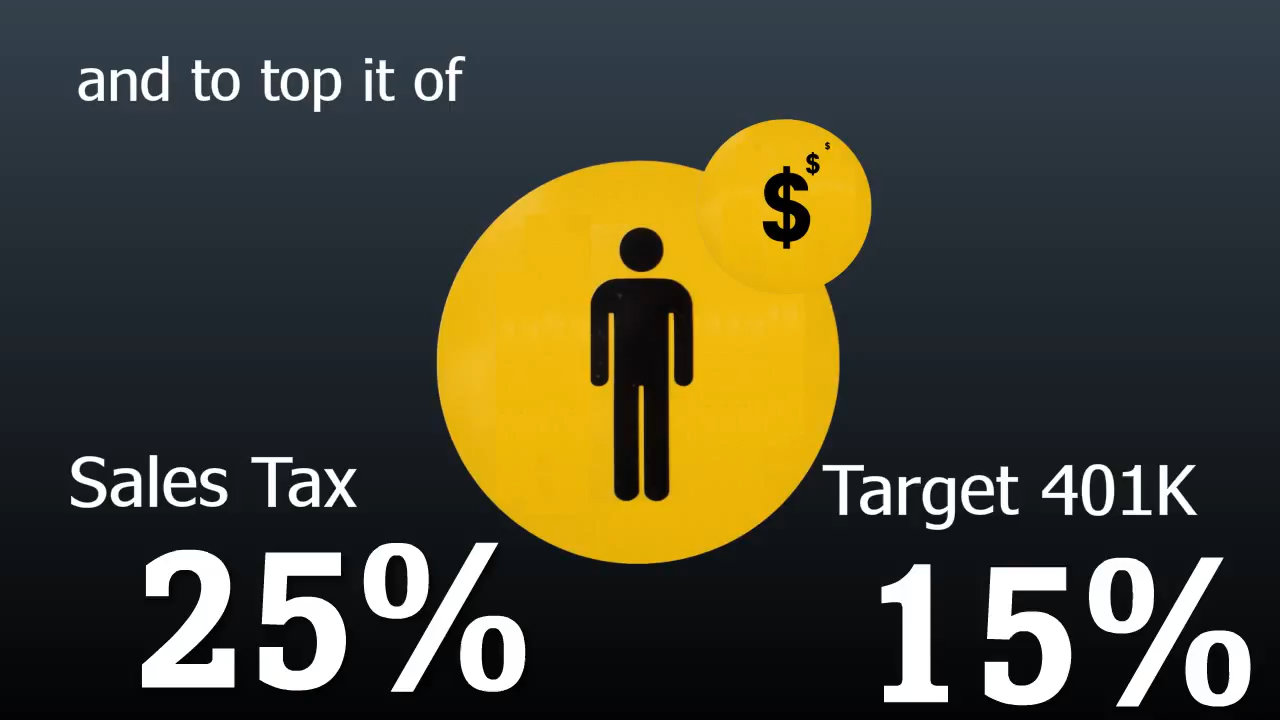 and to top it of
$ $ $
Sales Tax
25%
Target 401K
15%